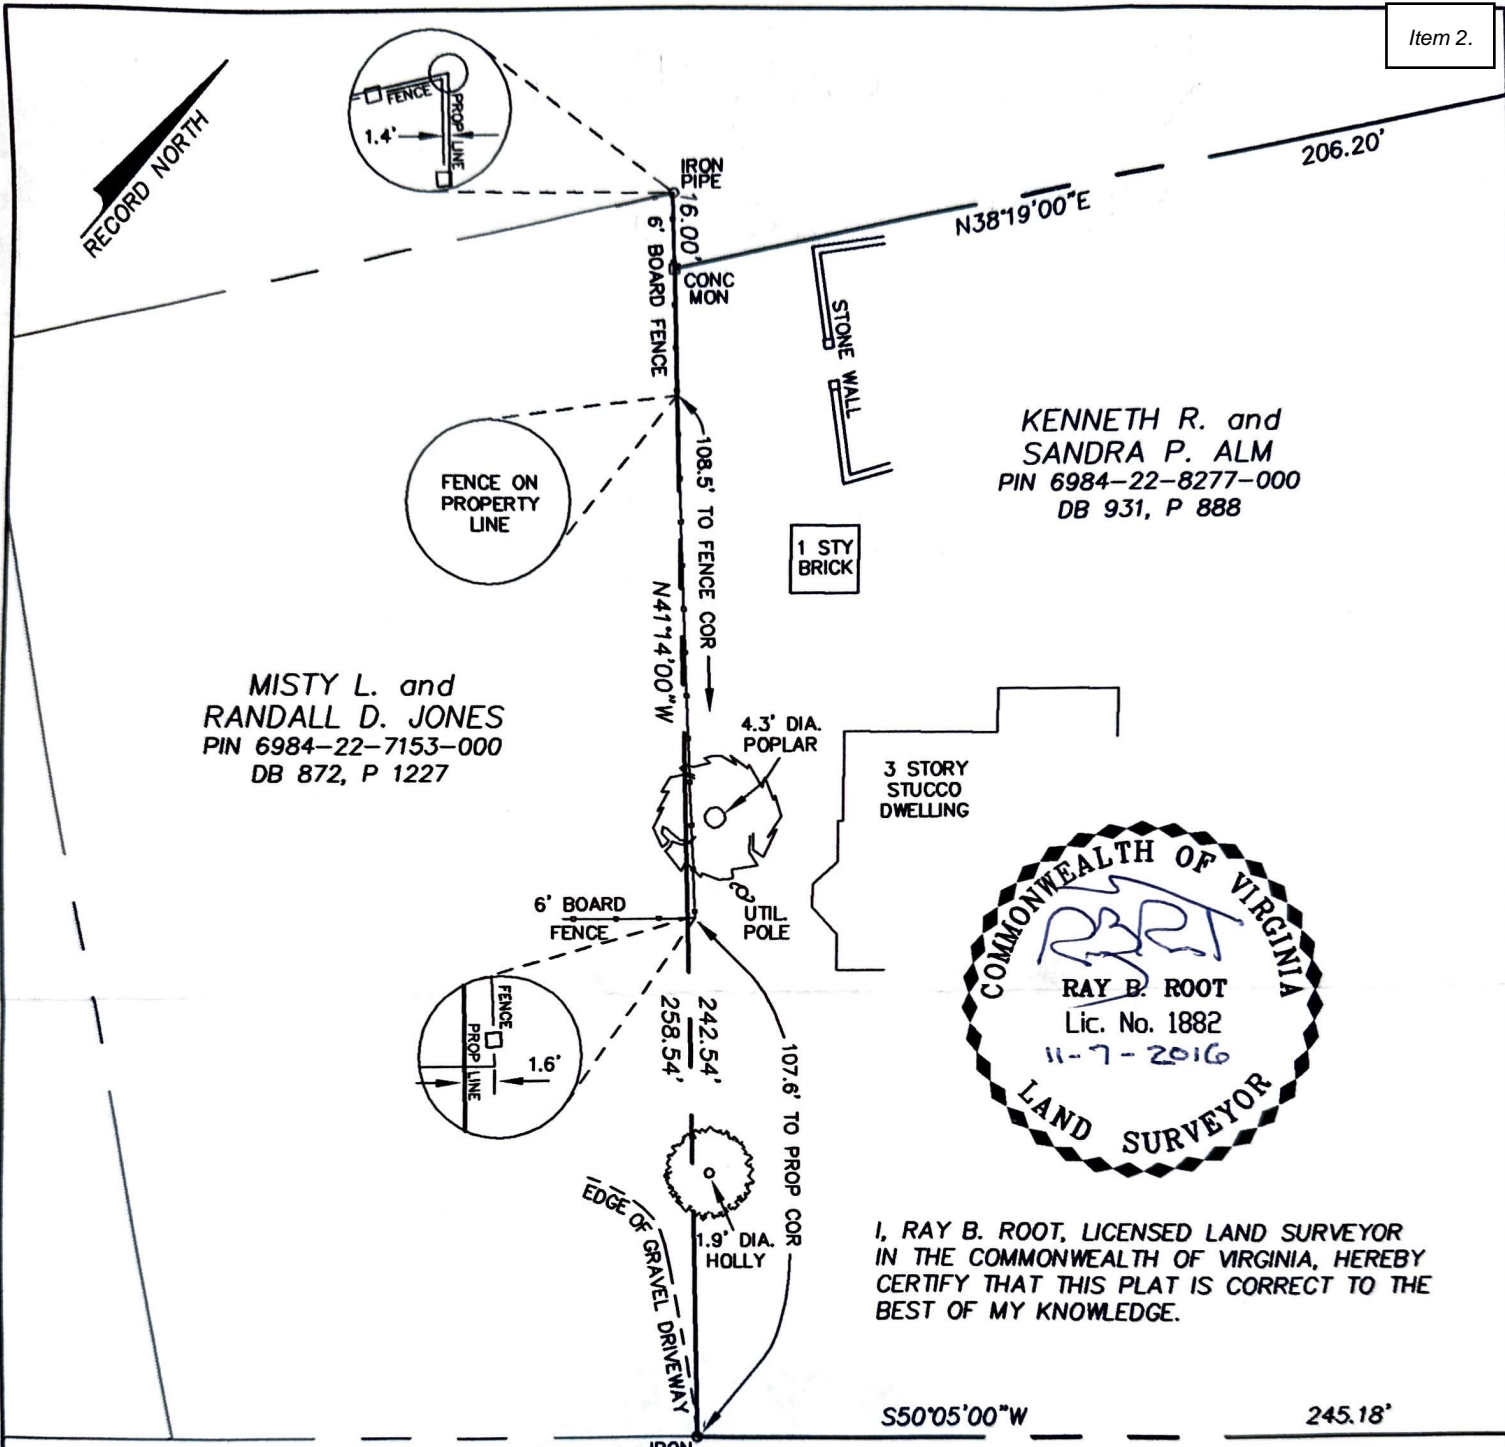 Item 2.
RECORD NORTH
FENCE
PROP LINE
1.4'
IRON
PIPE
16.00'
6' BOARD FENCE
CONC
MON
206.20'
N38°19'00"E
STONE WALL
KENNETH R. and
SANDRA P. ALM
PIN 6984-22-8277-000
DB 931, P 888
FENCE ON
PROPERTY
LINE
108.5' TO FENCE COR
1 STY
BRICK
N41°14'00"W
MISTY L. and
RANDALL D. JONES
PIN 6984-22-7153-000
DB 872, P 1227
4.3' DIA.
POPLAR
3 STORY
STUCCO
DWELLING
6' BOARD
FENCE
UTIL.
POLE
FENCE
PROP LINE
1.6'
242.54'
258.54'
107.6' TO PROP COR
COMMONWEALTH OF VIRGINIA
RAY B. ROOT
Lic. No. 1882
11-7-2016
LAND SURVEYOR
EDGE OF GRAVEL DRIVEWAY
1.9' DIA.
HOLLY
I, RAY B. ROOT, LICENSED LAND SURVEYOR
IN THE COMMONWEALTH OF VIRGINIA, HEREBY
CERTIFY THAT THIS PLAT IS CORRECT TO THE
BEST OF MY KNOWLEDGE.
S50°05'00"W
245.18'
IRON